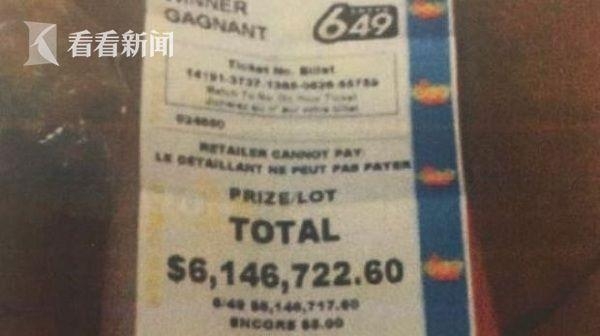 看看新闻
WINNER
GAGNANT
6/49
Ticket No. Billet
RETAILER CANNOT PAY
LE DÉTAILLANT NE PEUT PAS PAYER
PRIZE/LOT
TOTAL
$6,146,722.60
6/49 $6,146,717.60
ENCORE $5.00